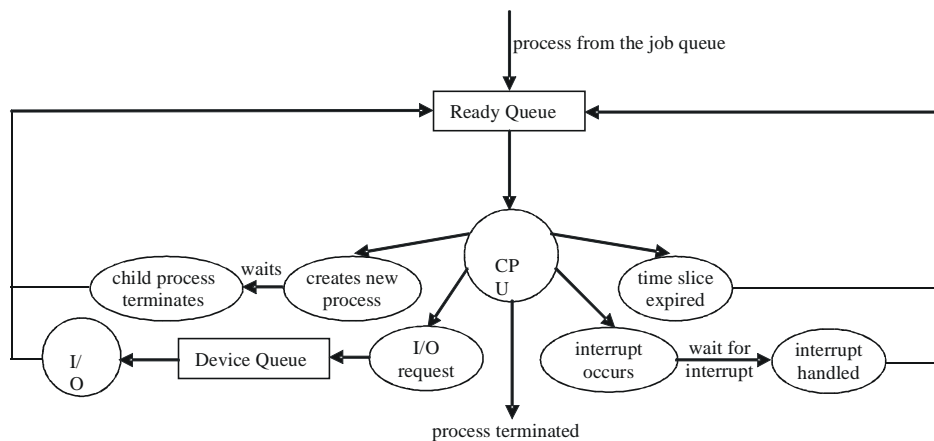 process from the job queue
Ready Queue
CP
U
waits
child process
terminates
creates new
process
time slice
expired
I/
O
Device Queue
I/O
request
interrupt
occurs
wait for
interrupt
interrupt
handled
process terminated